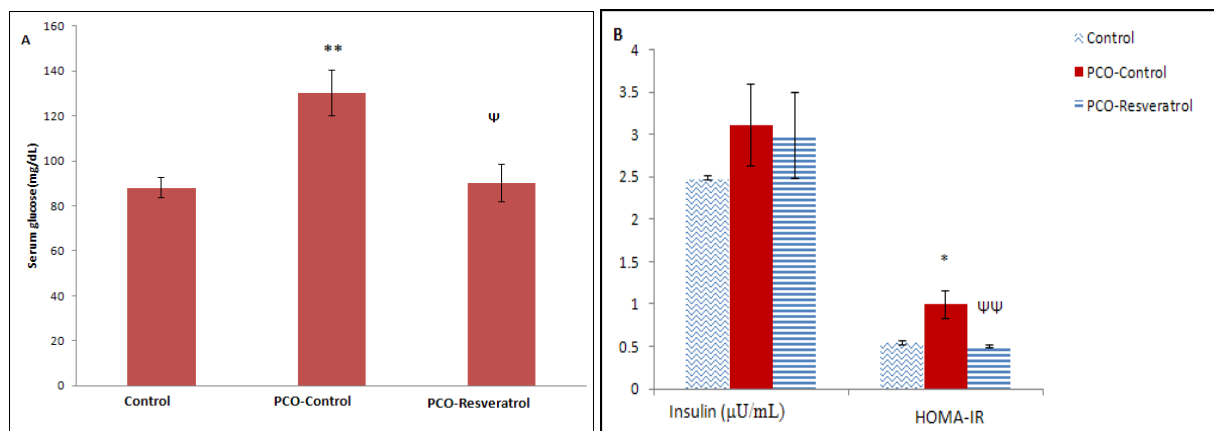 A
Serum glucose(mg/dL)
160
140
120
100
80
60
40
20
0
**
Ψ
Control
PCO-Control
PCO-Resveratrol
B
4
3.5
3
2.5
2
1.5
1
0.5
0
Control
PCO-Control
PCO-Resveratrol
*
ΨΨ
Insulin (μU/mL)
HOMA-IR